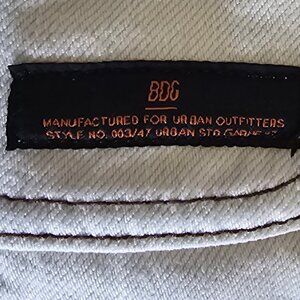 BDG
MANUFACTURED FOR URBAN OUTFITTERS
STYLE NO. 003/47 URBAN STD